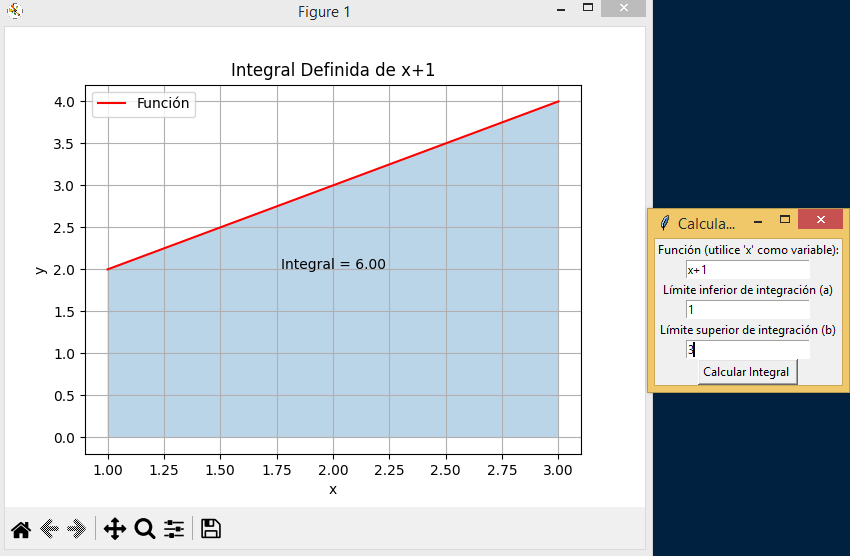 Figure 1
Integral Definida de x+1
Función
4.0
3.5
3.0
2.5
2.0
1.5
1.0
0.5
0.0
y
Integral = 6.00
1.00 1.25 1.50 1.75 2.00 2.25 2.50 2.75 3.00
x
Calcula...
Función (utilice 'x' como variable):
x+1
Límite inferior de integración (a)
1
Límite superior de integración (b)
3
Calcular Integral